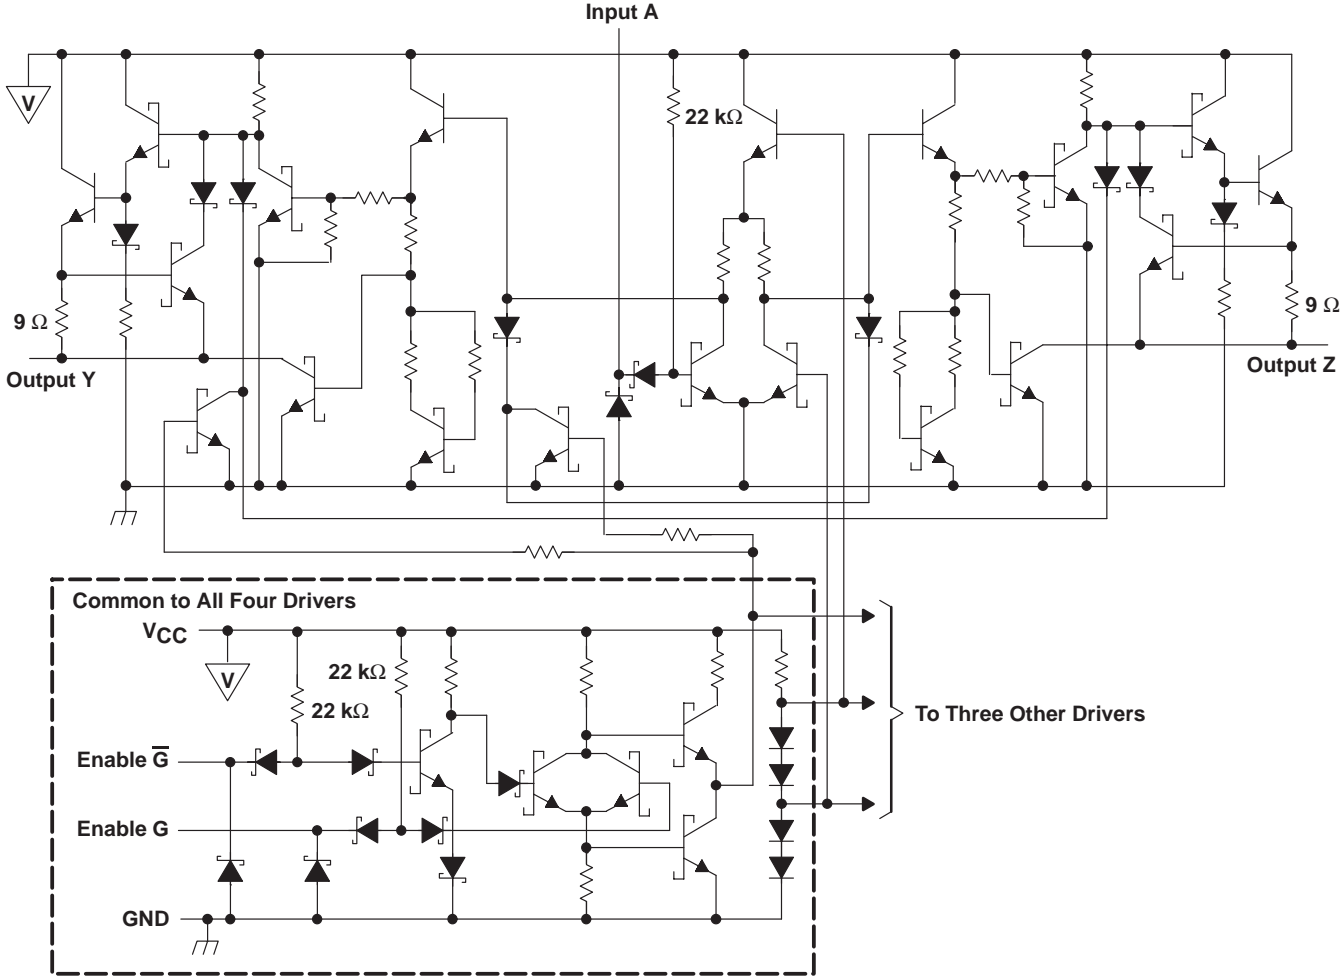 Input A
V
22 kΩ
9 Ω
9 Ω
Output Y
Output Z
Common to All Four Drivers
VCC
V
22 kΩ
22 kΩ
To Three Other Drivers
Enable G̅
Enable G
GND